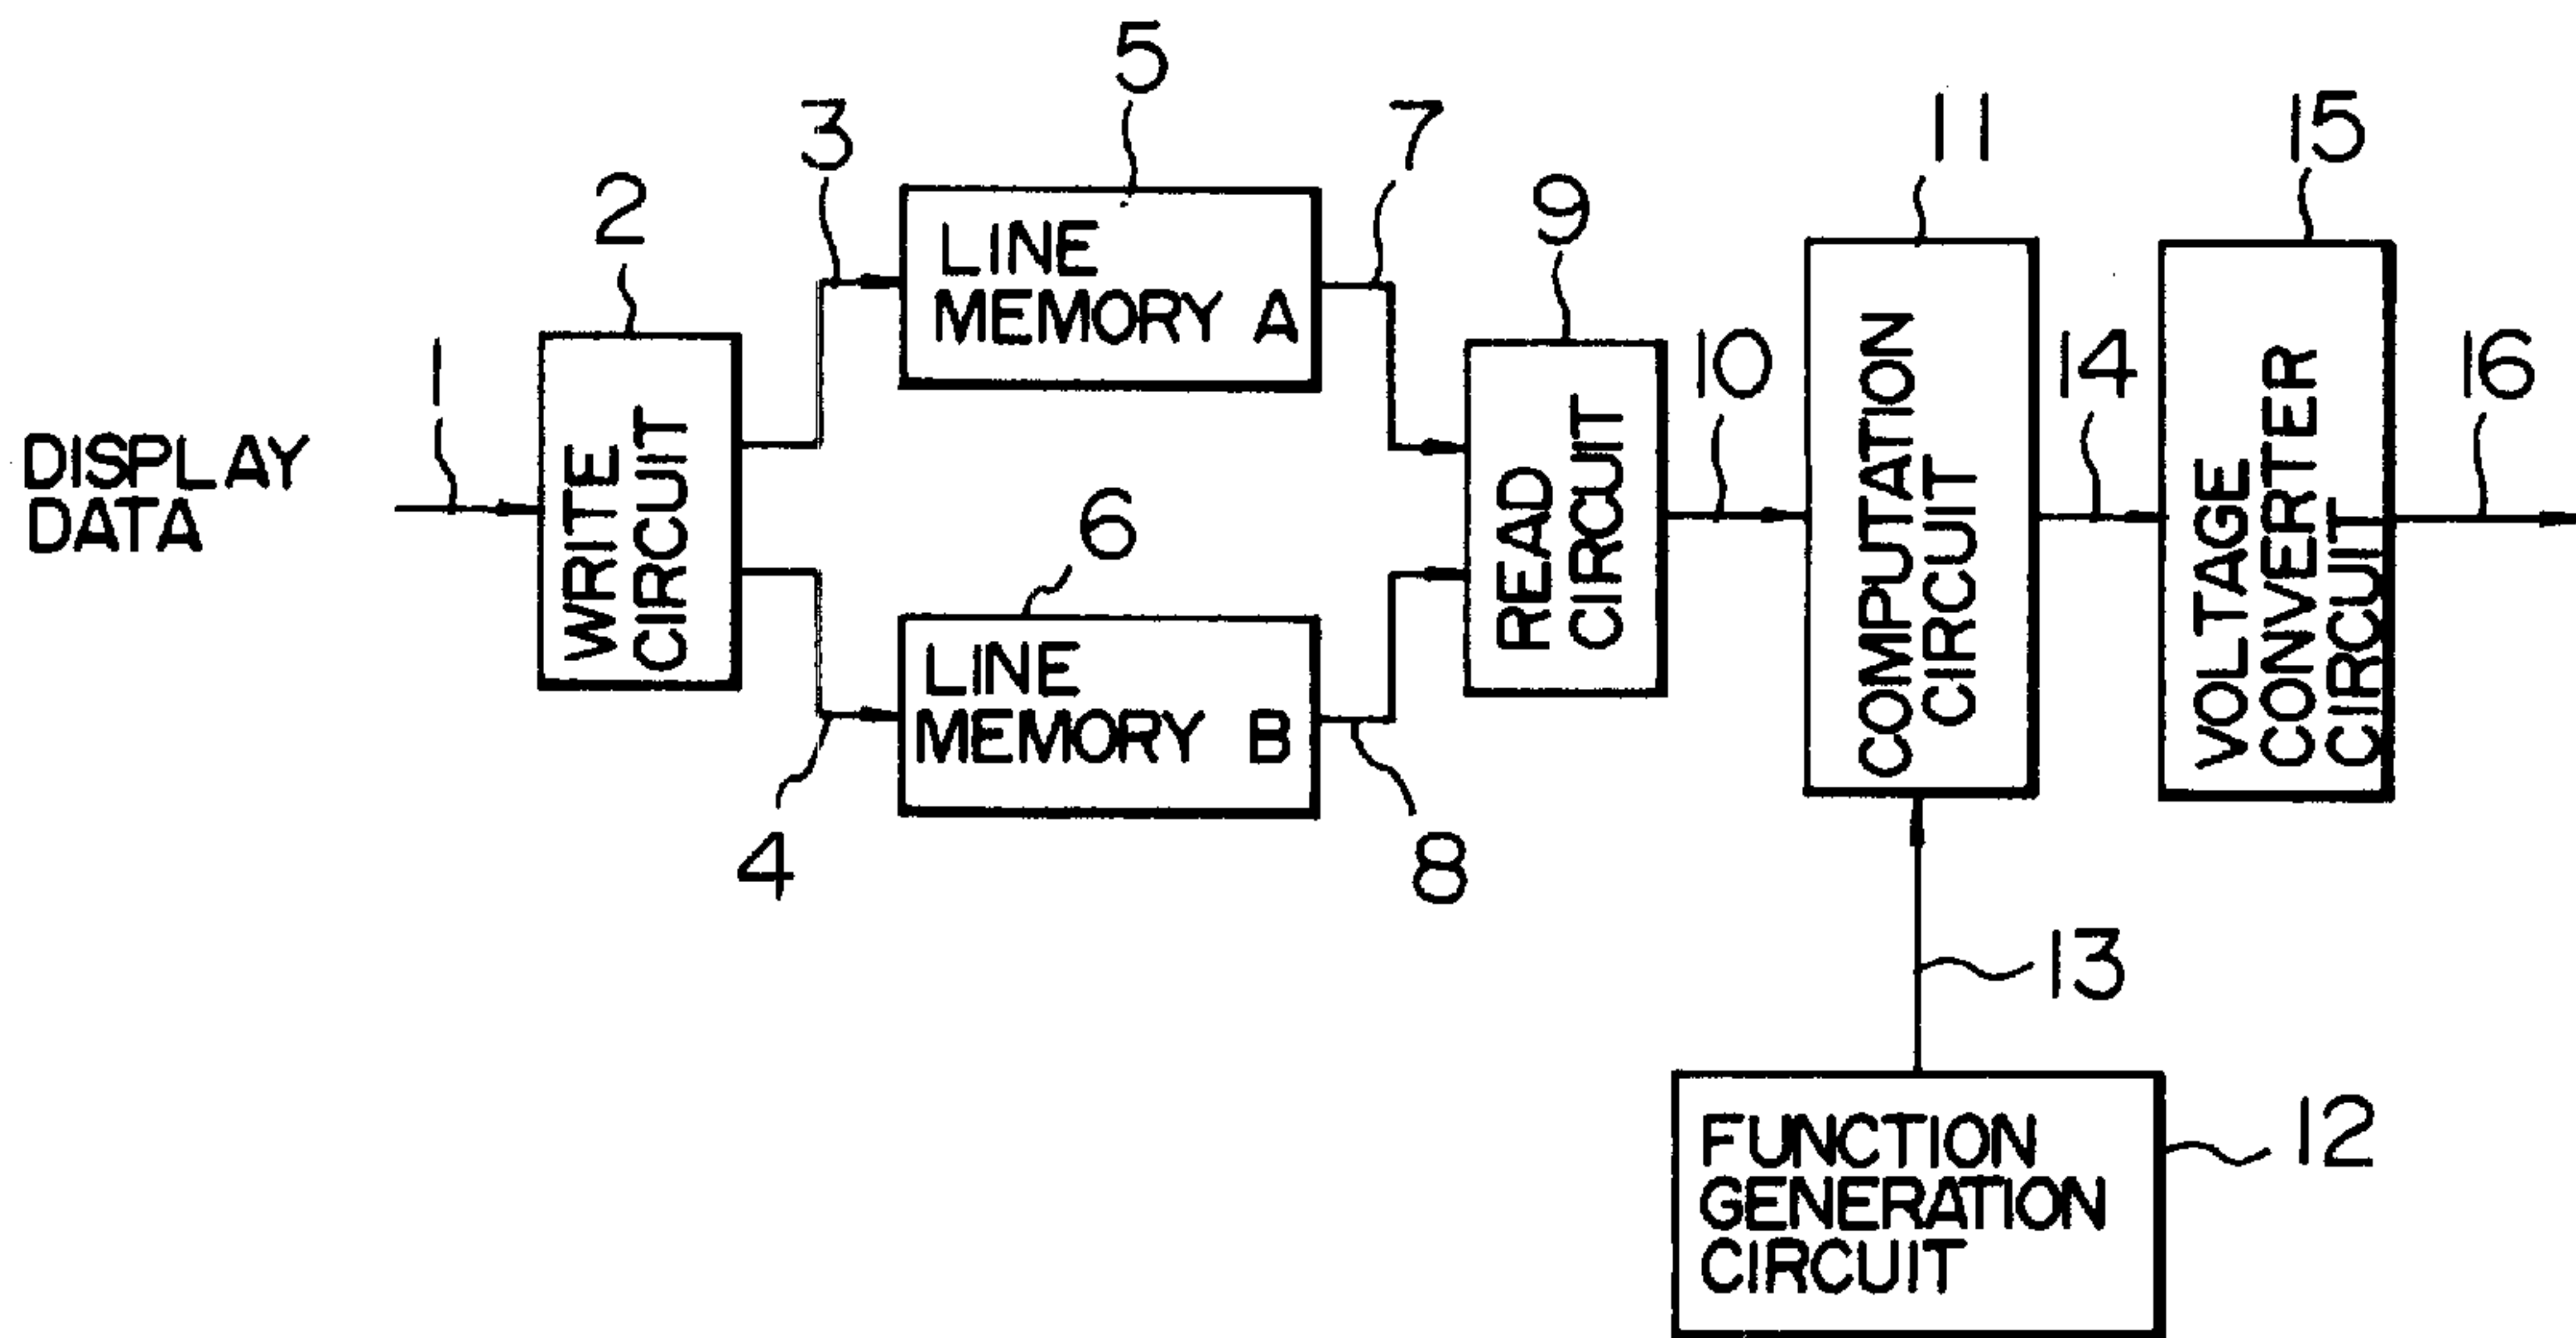 DISPLAY
DATA
1
2
WRITE
CIRCUIT
3
4
5
LINE
MEMORY A
6
LINE
MEMORY B
7
8
9
READ
CIRCUIT
10
11
COMPUTATION
CIRCUIT
12
FUNCTION
GENERATION
CIRCUIT
13
14
15
VOLTAGE
CONVERTER
CIRCUIT
16